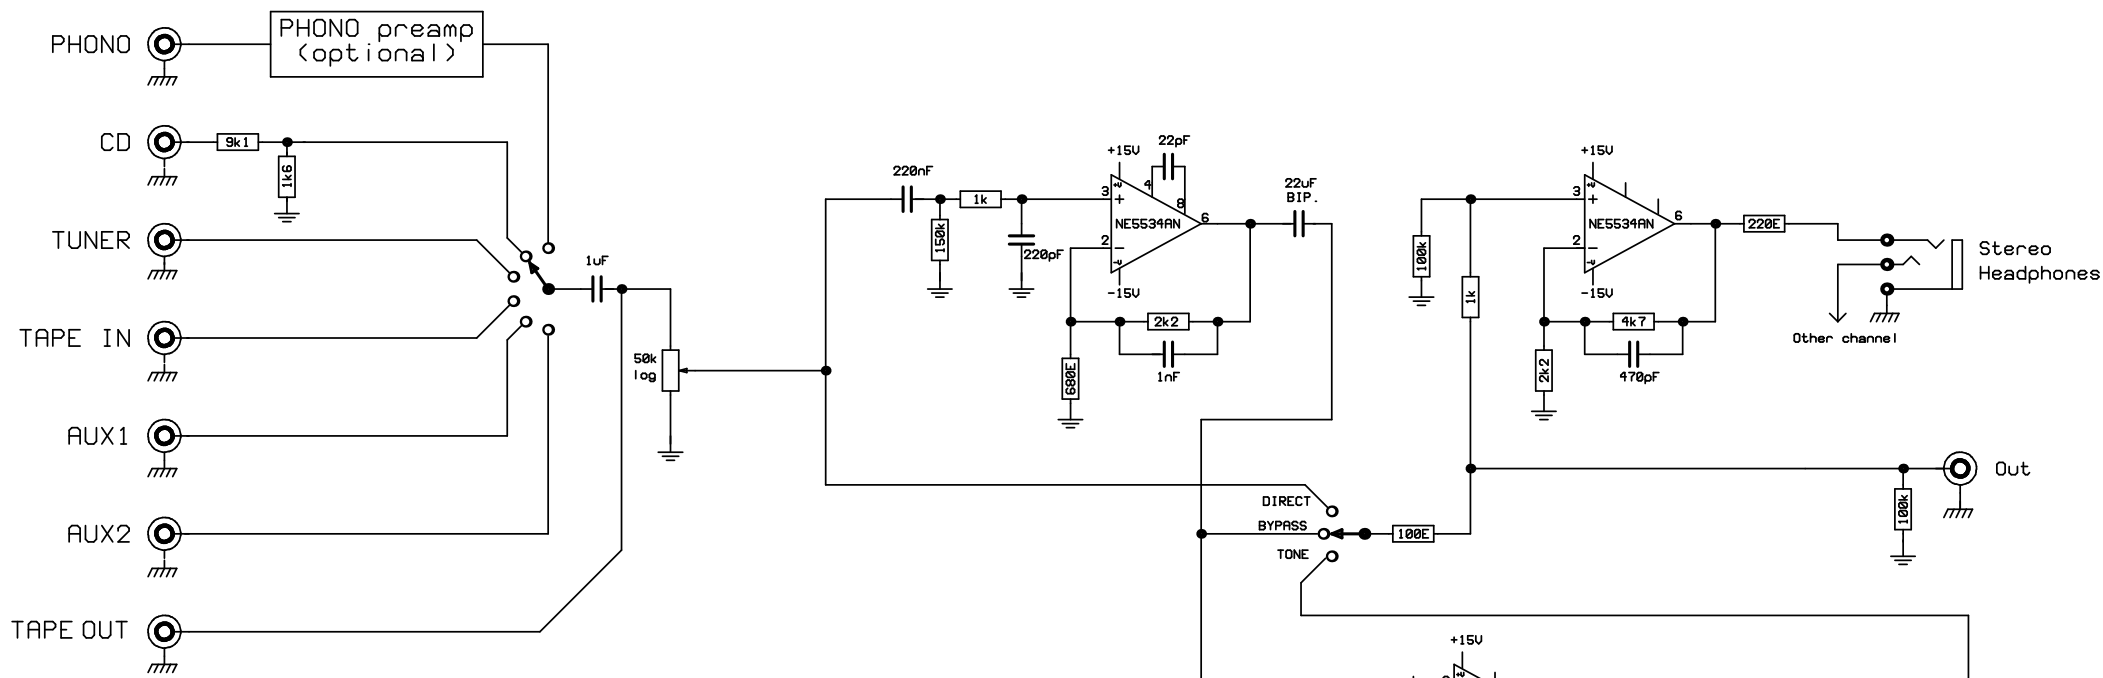 PHONO
PHONO preamp
(optional)
CD
9k1
1k6
TUNER
TAPE IN
AUX1
AUX2
TAPE OUT
1uF
50k
log
220nF
150k
1k
220pF
+15V
22pF
4
8
3
+V
+
NE5534AN
6
2
-
-V
-15V
2k2
1nF
680E
22uF
BIP.
DIRECT
BYPASS
TONE
100E
100k
1k
+15V
3
+V
+
NE5534AN
6
2
-
-V
-15V
4k7
470pF
2k2
220E
Stereo
Headphones
Other channel
Out
100k
+15V
+V